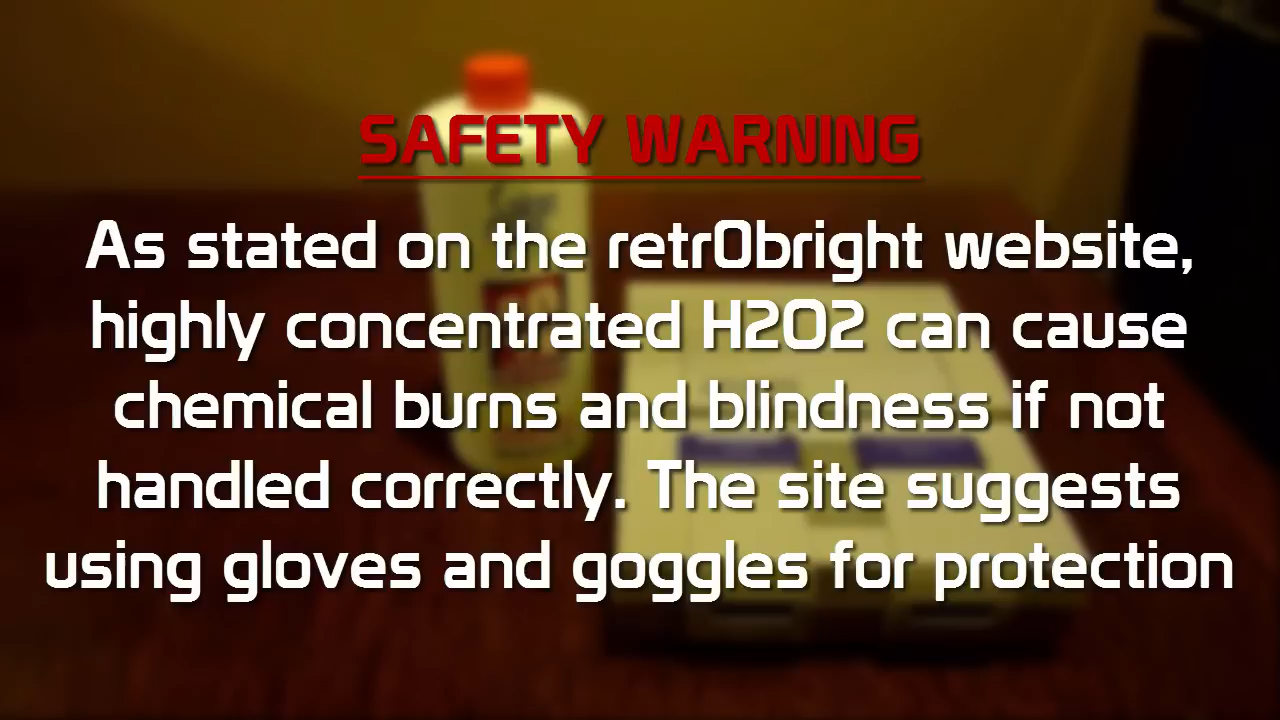 SAFETY WARNING
As stated on the retr0bright website,
highly concentrated H2O2 can cause
chemical burns and blindness if not
handled correctly. The site suggests
using gloves and goggles for protection